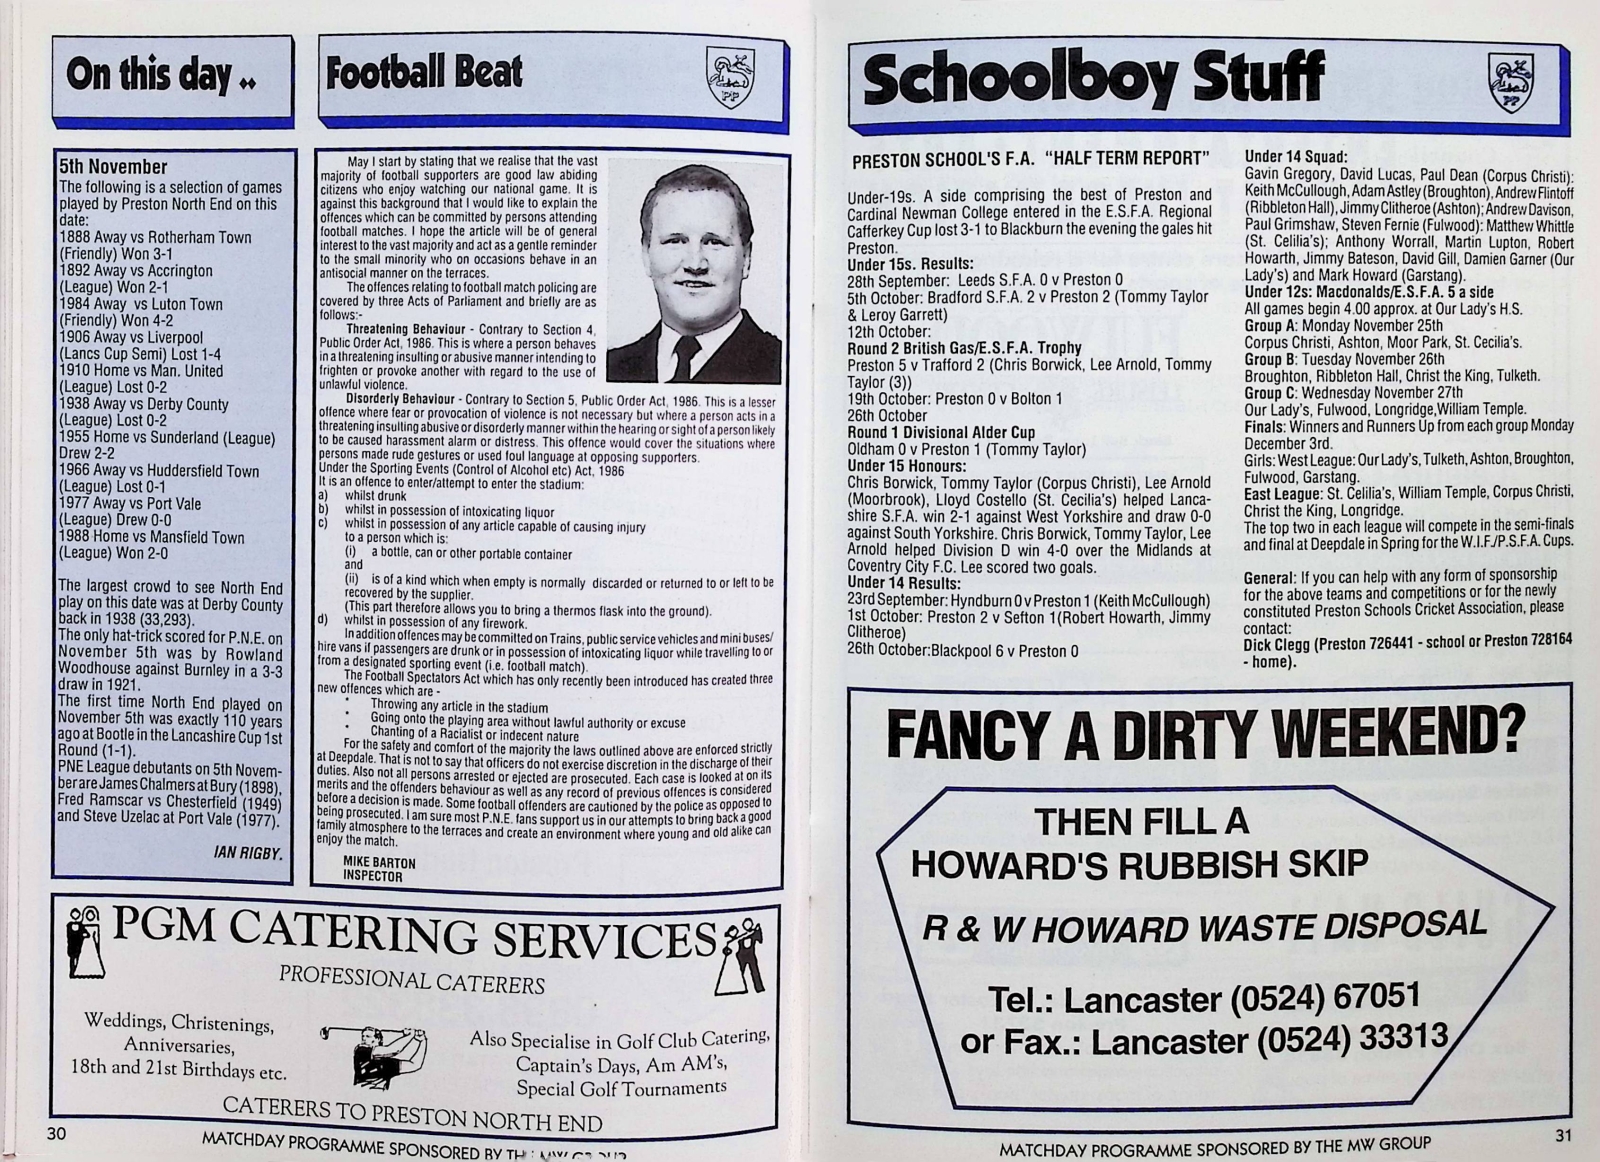 On this day ..
5th November
The following is a selection of games
played by Preston North End on this
date:
1888 Away vs Rotherham Town
(Friendly) Won 3-1
1892 Away vs Accrington
(League) Won 2-1
1984 Away vs Luton Town
(Friendly) Won 4-2
1906 Away vs Liverpool
(Lancs Cup Semi) Lost 1-4
1910 Home vs Man. United
(League) Lost 0-2
1938 Away vs Derby County
(League) Lost 0-2
1955 Home vs Sunderland (League)
Drew 2-2
1966 Away vs Huddersfield Town
(League) Lost 0-1
1977 Away vs Port Vale
(League) Drew 0-0
1988 Home vs Mansfield Town
(League) Won 2-0
The largest crowd to see North End
play on this date was at Derby County
back in 1938 (33,293).
The only hat-trick scored for P.N.E. on
November 5th was by Rowland
Woodhouse against Burnley in a 3-3
draw in 1921.
The first time North End played on
November 5th was exactly 110 years
ago at Bootle in the Lancashire Cup 1st
Round (1-1).
PNE League debutants on 5th Novem-
ber are James Chalmers at Bury (1898),
Fred Ramscar vs Chesterfield (1949)
and Steve Uzelac at Port Vale (1977).
IAN RIGBY.
Football Beat
PP
May I start by stating that we realise that the vast
majority of football supporters are good law abiding
citizens who enjoy watching our national game. It is
against this background that I would like to explain the
offences which can be committed by persons attending
football matches. I hope the article will be of general
interest to the vast majority and act as a gentle reminder
to the small minority who on occasions behave in an
antisocial manner on the terraces.
The offences relating to football match policing are
covered by three Acts of Parliament and briefly are as
follows:-
Threatening Behaviour - Contrary to Section 4,
Public Order Act, 1986. This is where a person behaves
in a threatening insulting or abusive manner intending to
frighten or provoke another with regard to the use of
unlawful violence.
Disorderly Behaviour - Contrary to Section 5, Public Order Act, 1986. This is a lesser
offence where fear or provocation of violence is not necessary but where a person acts in a
threatening insulting abusive or disorderly manner within the hearing or sight of a person likely
to be caused harassment alarm or distress. This offence would cover the situations where
persons made rude gestures or used foul language at opposing supporters.
Under the Sporting Events (Control of Alcohol etc) Act, 1986
It is an offence to enter/attempt to enter the stadium:
a) whilst drunk
b) whilst in possession of intoxicating liquor
c) whilst in possession of any article capable of causing injury
to a person which is:
(i) a bottle, can or other portable container
and
(ii) is of a kind which when empty is normally discarded or returned to or left to be
recovered by the supplier.
(This part therefore allows you to bring a thermos flask into the ground).
d) whilst in possession of any firework.
In addition offences may be committed on Trains, public service vehicles and mini buses/
hire vans if passengers are drunk or in possession of intoxicating liquor while travelling to or
from a designated sporting event (i.e. football match).
The Football Spectators Act which has only recently been introduced has created three
new offences which are -
* Throwing any article in the stadium
* Going onto the playing area without lawful authority or excuse
* Chanting of a Racialist or indecent nature
For the safety and comfort of the majority the laws outlined above are enforced strictly
at Deepdale. That is not to say that officers do not exercise discretion in the discharge of their
duties. Also not all persons arrested or ejected are prosecuted. Each case is looked at on its
merits and the offenders behaviour as well as any record of previous offences is considered
before a decision is made. Some football offenders are cautioned by the police as opposed to
being prosecuted. I am sure most P.N.E. fans support us in our attempts to bring back a good
family atmosphere to the terraces and create an environment where young and old alike can
enjoy the match.
MIKE BARTON
INSPECTOR
PGM CATERING SERVICES
PROFESSIONAL CATERERS
Weddings, Christenings,
Anniversaries,
18th and 21st Birthdays etc.
Also Specialise in Golf Club Catering,
Captain's Days, Am AM's,
Special Golf Tournaments
CATERERS TO PRESTON NORTH END
30
MATCHDAY PROGRAMME SPONSORED BY THE MW GROUP
Schoolboy Stuff
PP
PRESTON SCHOOL'S F.A. "HALF TERM REPORT"
Under-19s. A side comprising the best of Preston and
Cardinal Newman College entered in the E.S.F.A. Regional
Cafferkey Cup lost 3-1 to Blackburn the evening the gales hit
Preston.
Under 15s. Results:
28th September: Leeds S.F.A. 0 v Preston 0
5th October: Bradford S.F.A. 2 v Preston 2 (Tommy Taylor
& Leroy Garrett)
12th October:
Round 2 British Gas/E.S.F.A. Trophy
Preston 5 v Trafford 2 (Chris Borwick, Lee Arnold, Tommy
Taylor (3))
19th October: Preston 0 v Bolton 1
26th October
Round 1 Divisional Alder Cup
Oldham 0 v Preston 1 (Tommy Taylor)
Under 15 Honours:
Chris Borwick, Tommy Taylor (Corpus Christi), Lee Arnold
(Moorbrook), Lloyd Costello (St. Cecilia's) helped Lanca-
shire S.F.A. win 2-1 against West Yorkshire and draw 0-0
against South Yorkshire. Chris Borwick, Tommy Taylor, Lee
Arnold helped Division D win 4-0 over the Midlands at
Coventry City F.C. Lee scored two goals.
Under 14 Results:
23rd September: Hyndburn 0 v Preston 1 (Keith McCullough)
1st October: Preston 2 v Sefton 1 (Robert Howarth, Jimmy
Clitheroe)
26th October: Blackpool 6 v Preston 0
Under 14 Squad:
Gavin Gregory, David Lucas, Paul Dean (Corpus Christi);
Keith McCullough, Adam Astley (Broughton), Andrew Flintoff
(Ribbleton Hall), Jimmy Clitheroe (Ashton); Andrew Davison,
Paul Grimshaw, Steven Fernie (Fulwood): Matthew Whittle
(St. Celilia's); Anthony Worrall, Martin Lupton, Robert
Howarth, Jimmy Bateson, David Gill, Damien Garner (Our
Lady's) and Mark Howard (Garstang).
Under 12s: Macdonalds/E.S.F.A. 5 a side
All games begin 4.00 approx. at Our Lady's H.S.
Group A: Monday November 25th
Corpus Christi, Ashton, Moor Park, St. Cecilia's.
Group B: Tuesday November 26th
Broughton, Ribbleton Hall, Christ the King, Tulketh.
Group C: Wednesday November 27th
Our Lady's, Fulwood, Longridge, William Temple.
Finals: Winners and Runners Up from each group Monday
December 3rd.
Girls: West League: Our Lady's, Tulketh, Ashton, Broughton,
Fulwood, Garstang.
East League: St. Celilia's, William Temple, Corpus Christi,
Christ the King, Longridge.
The top two in each league will compete in the semi-finals
and final at Deepdale in Spring for the W.I.F./P.S.F.A. Cups.
General: If you can help with any form of sponsorship
for the above teams and competitions or for the newly
constituted Preston Schools Cricket Association, please
contact:
Dick Clegg (Preston 726441 - school or Preston 728164
- home).
FANCY A DIRTY WEEKEND?
THEN FILL A
HOWARD'S RUBBISH SKIP
R & W HOWARD WASTE DISPOSAL
Tel.: Lancaster (0524) 67051
or Fax.: Lancaster (0524) 33313
MATCHDAY PROGRAMME SPONSORED BY THE MW GROUP
31